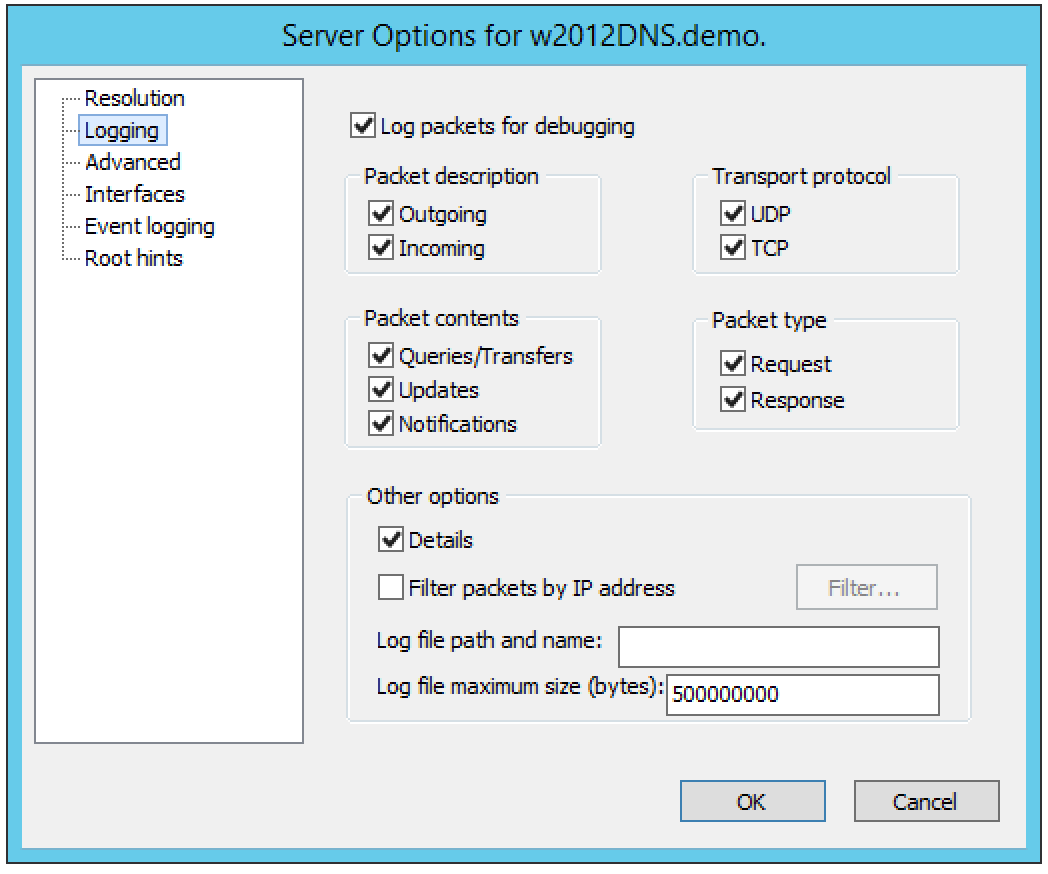 Server Options for w2012DNS.demo.
Resolution
Logging
Advanced
Interfaces
Event logging
Root hints
Log packets for debugging
Packet description
Outgoing
Incoming
Transport protocol
UDP
TCP
Packet contents
Queries/Transfers
Updates
Notifications
Packet type
Request
Response
Other options
Details
Filter packets by IP address
Filter...
Log file path and name:
Log file maximum size (bytes): 500000000
OK
Cancel